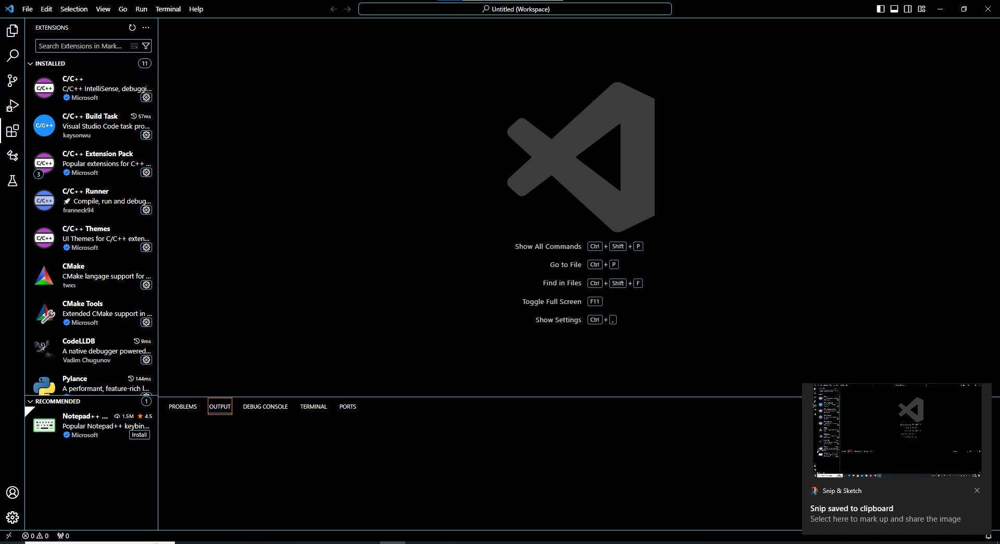 File Edit Selection View Go Run Terminal Help
Untitled (Workspace)
EXTENSIONS
Search Extensions in Mark...
INSTALLED 11
C/C++
C/C++ IntelliSense, debuggi...
Microsoft
C/C++
C/C++ Build Task 57ms
Visual Studio Code task pro...
kaysonwu
C/C++
C/C++ Extension Pack
Popular extensions for C++ ...
Microsoft
C/C++
3
C/C++ Runner
🚀 Compile, run and debug...
franneck94
C/C++
C/C++ Themes
UI Themes for C/C++ exten...
Microsoft
C/C++
CMake
CMake langage support for ...
twxs
CMake Tools
Extended CMake support in ...
Microsoft
CodeLLDB 9ms
A native debugger powered...
Vadim Chugunov
Pylance 144ms
A performant, feature-rich l...
RECOMMENDED 1
Notepad++ ... 1.5M ★ 4.5
Popular Notepad++ keybin...
Microsoft Install
Show All Commands Ctrl + Shift + P
Go to File Ctrl + P
Find in Files Ctrl + Shift + F
Toggle Full Screen F11
Show Settings Ctrl + ,
PROBLEMS OUTPUT DEBUG CONSOLE TERMINAL PORTS
Snip & Sketch
Snip saved to clipboard
Select here to mark up and share the image
0 0 0